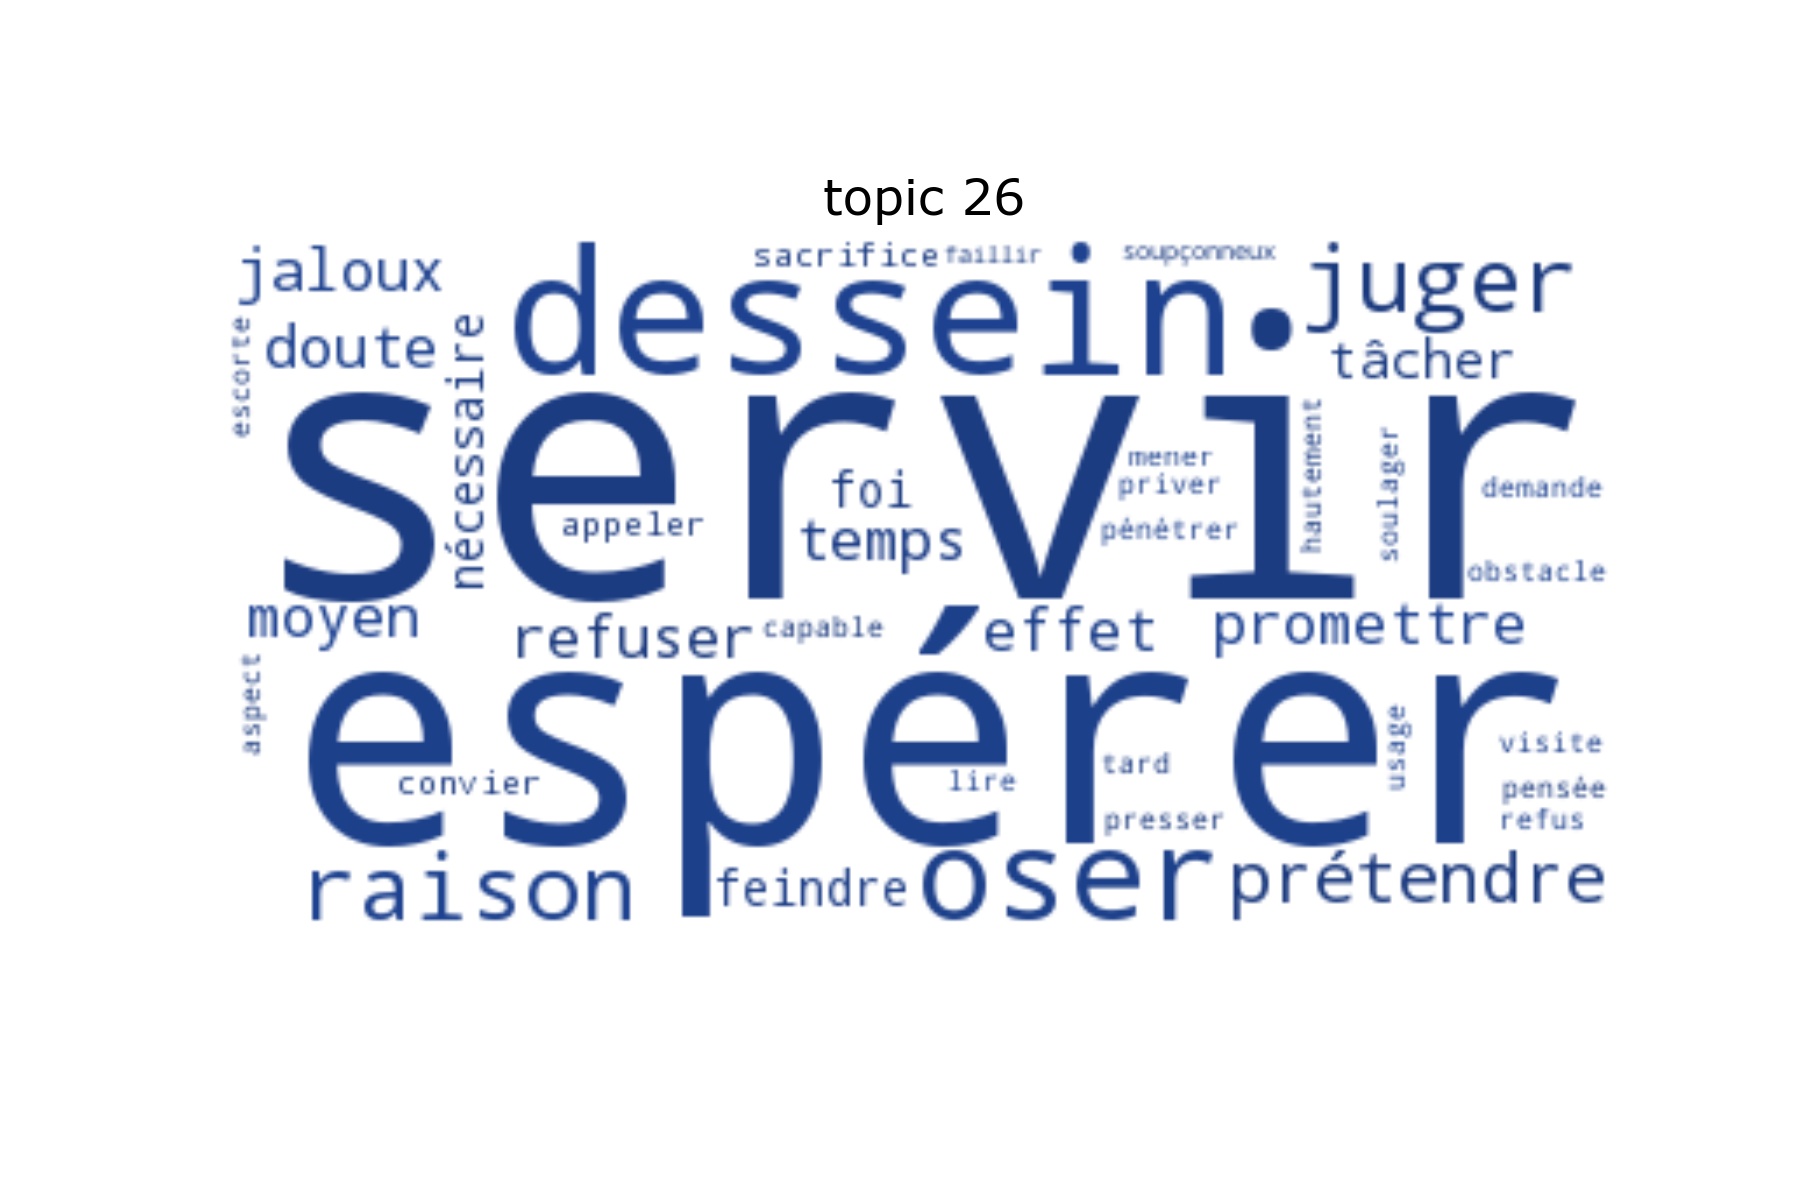 topic 26
sacrifice
faillir
soupçonneux
jaloux
dessein
juger
doute
tâcher
escorte
nécessaire
servir
hautement
soulager
mener
foi
priver
demande
appeler
temps
pénétrer
obstacle
moyen
refuser
capable
effet
promettre
aspect
espérer
usage
visite
tard
convier
lire
pensée
presser
refus
raison
feindre
oser
prétendre